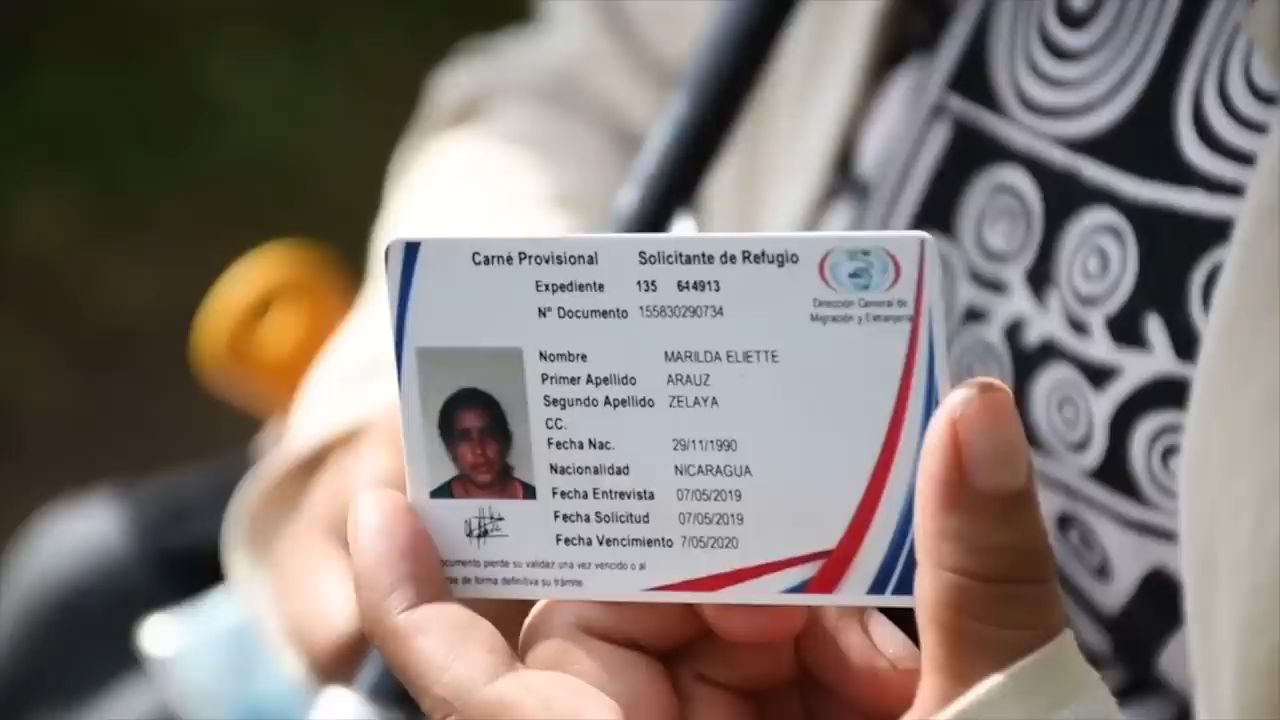 Carné Provisional Solicitante de Refugio
Expediente 135 644913
N° Documento 155830290734
Dirección General de
Migración y Extranjería
Nombre MARILDA ELIETTE
Primer Apellido ARAUZ
Segundo Apellido ZELAYA
CC.
Fecha Nac. 29/11/1990
Nacionalidad NICARAGUA
Fecha Entrevista 07/05/2019
Fecha Solicitud 07/05/2019
Fecha Vencimiento 7/05/2020
pierde su validez una vez vencido o al
de forma definitiva su trámite